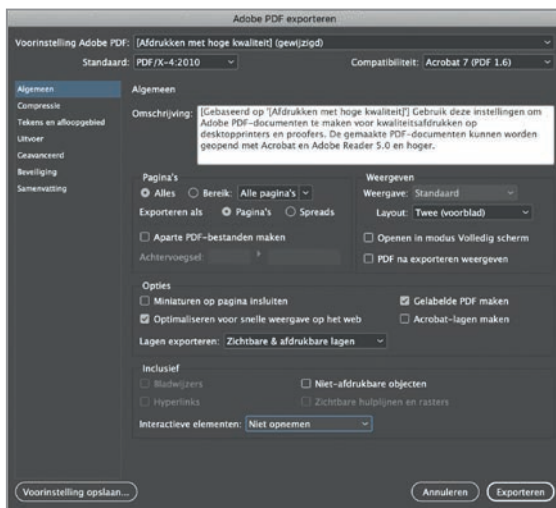 Adobe PDF exporteren
Voorinstelling Adobe PDF: [Afdrukken met hoge kwaliteit] (gewijzigd)
Standaard: PDF/X-4:2010 Compatibiliteit: Acrobat 7 (PDF 1.6)
Algemeen
Compressie
Tekens en afloopgebied
Uitvoer
Geavanceerd
Beveiliging
Samenvatting
Algemeen
Omschrijving: [Gebaseerd op '[Afdrukken met hoge kwaliteit]'] Gebruik deze instellingen om
Adobe PDF-documenten te maken voor kwaliteitsafdrukken op
desktopprinters en proofers. De gemaakte PDF-documenten kunnen worden
geopend met Acrobat en Adobe Reader 5.0 en hoger.
Pagina's
Alles Bereik: Alle pagina's
Exporteren als Pagina's Spreads
Aparte PDF-bestanden maken
Achtervoegsel:
Weergeven
Weergave: Standaard
Layout: Twee (voorblad)
Openen in modus Volledig scherm
PDF na exporteren weergeven
Opties
Miniaturen op pagina insluiten Gelabelde PDF maken
Optimaliseren voor snelle weergave op het web Acrobat-lagen maken
Lagen exporteren: Zichtbare & afdrukbare lagen
Inclusief
Bladwijzers Niet-afdrukbare objecten
Hyperlinks Zichtbare hulplijnen en rasters
Interactieve elementen: Niet opnemen
Voorinstelling opslaan... Annuleren Exporteren